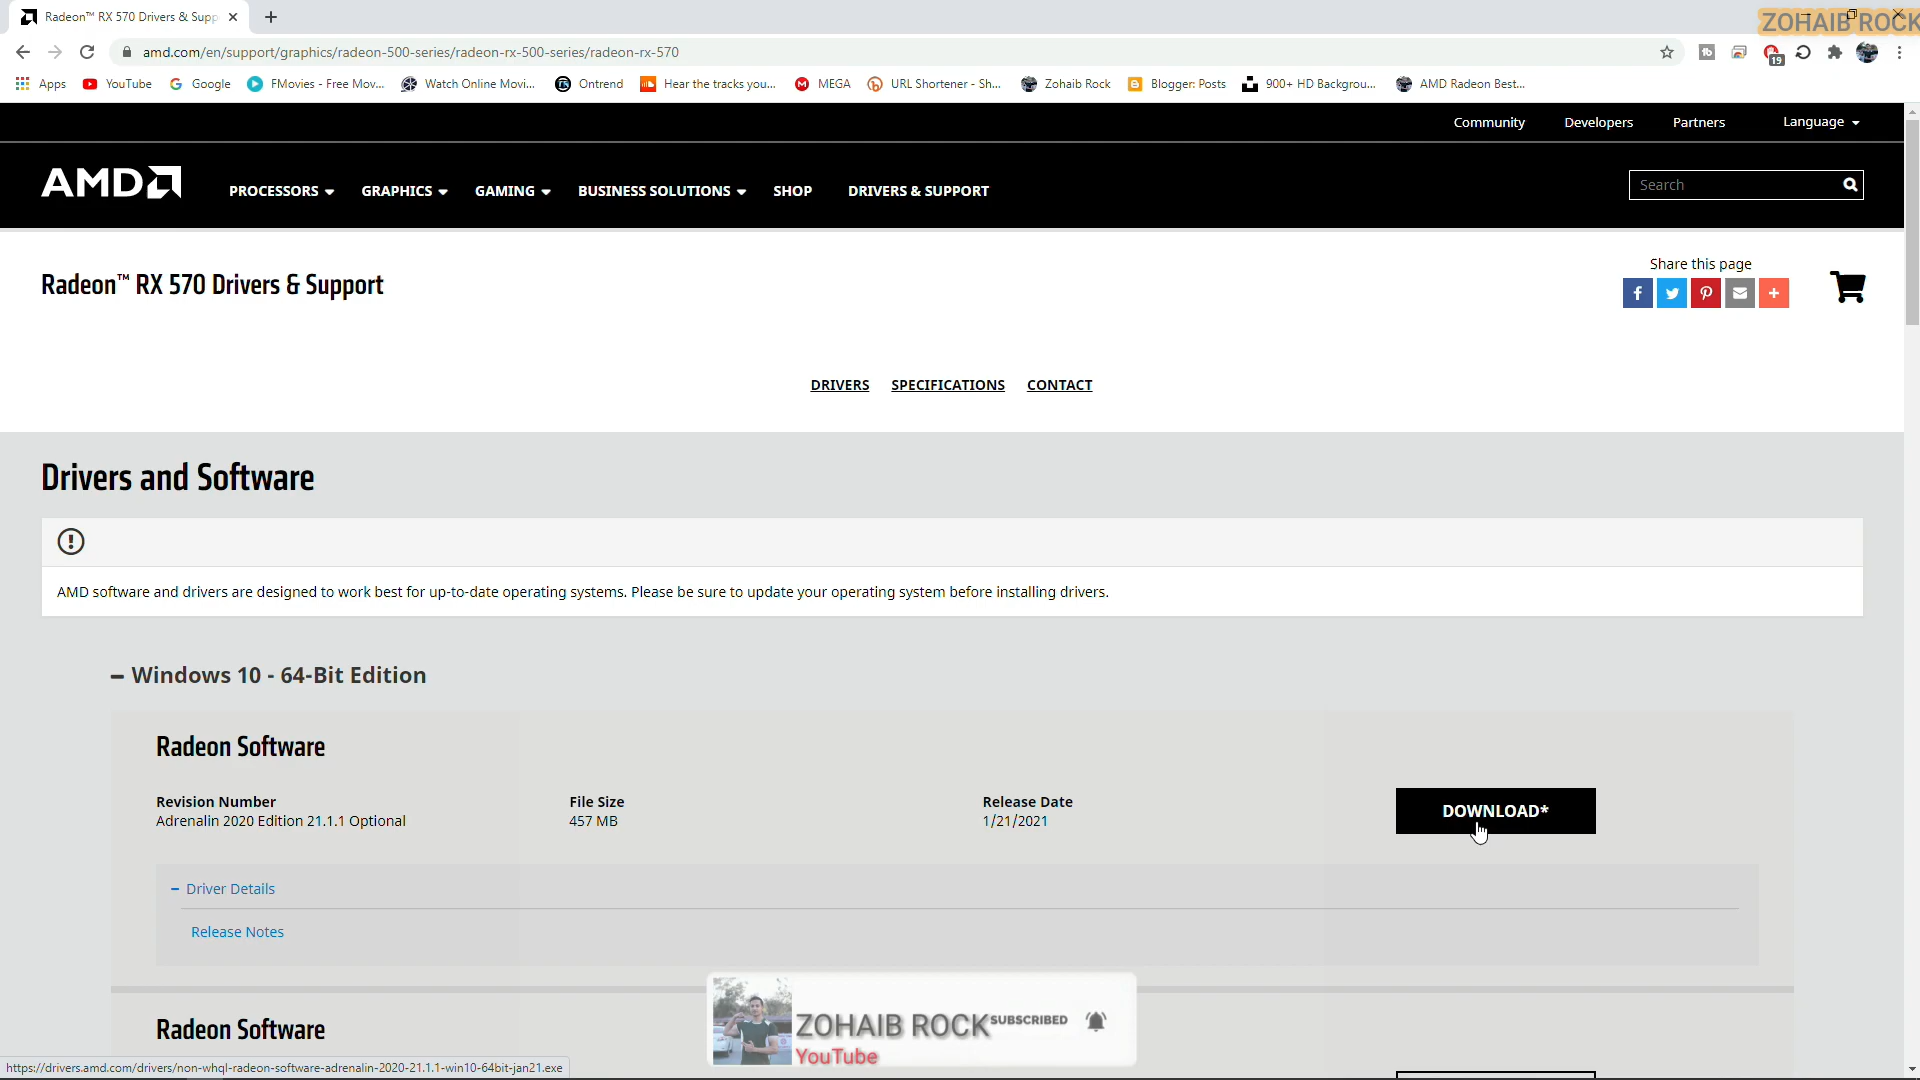 Radeon™ RX 570 Drivers & Supp
ZOHAIB ROCK
amd.com/en/support/graphics/radeon-500-series/radeon-rx-500-series/radeon-rx-570
19
Apps YouTube Google FMovies - Free Mov... Watch Online Movi... Ontrend Hear the tracks you... MEGA URL Shortener - Sh... Zohaib Rock Blogger: Posts 900+ HD Backgrou... AMD Radeon Best...
Community Developers Partners Language
AMD PROCESSORS GRAPHICS GAMING BUSINESS SOLUTIONS SHOP DRIVERS & SUPPORT Search
Radeon™ RX 570 Drivers & Support
Share this page
DRIVERS SPECIFICATIONS CONTACT
Drivers and Software
AMD software and drivers are designed to work best for up-to-date operating systems. Please be sure to update your operating system before installing drivers.
– Windows 10 - 64-Bit Edition
Radeon Software
Revision Number File Size Release Date
Adrenalin 2020 Edition 21.1.1 Optional 457 MB 1/21/2021
DOWNLOAD*
– Driver Details
Release Notes
Radeon Software
ZOHAIB ROCK SUBSCRIBED
YouTube
https://drivers.amd.com/drivers/non-whql-radeon-software-adrenalin-2020-21.1.1-win10-64bit-jan21.exe